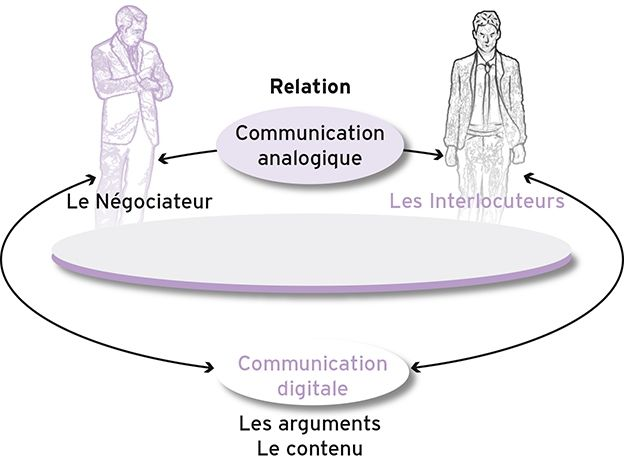 Relation
Communication
analogique
Le Négociateur
Les Interlocuteurs
Communication
digitale
Les arguments
Le contenu